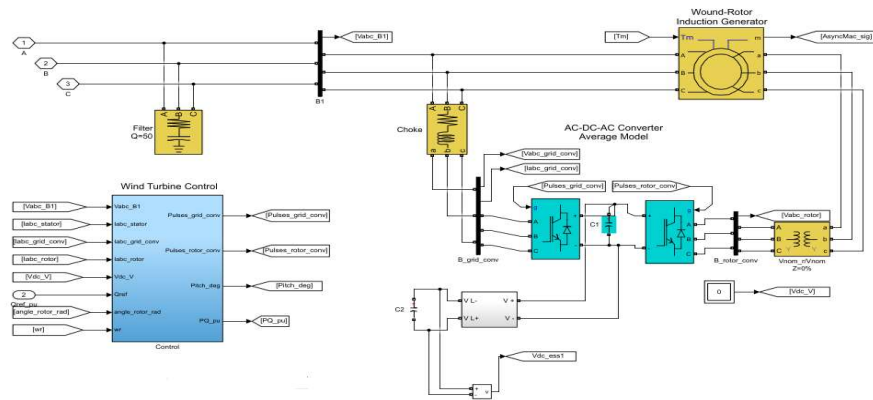 Wound-Rotor
Induction Generator
1
A
2
B
3
C
[Vabc_B1]
B1
[Tm]
Tm
m
[AsyncMac_sig]
A
B
C
a
b
c
A
B
C
Filter
Q=50
Choke
A
B
C
a
b
c
AC-DC-AC Converter
Average Model
[Vabc_grid_conv]
[Iabc_grid_conv]
[Pulses_grid_conv]
[Pulses_rotor_conv]
B_grid_conv
g
A
B
C
+
-
C1
+
-
g
A
B
C
B_rotor_conv
[Vabc_rotor]
A
B
C
a
b
c
Vnom_r/Vnom
Z=0%
0
[Vdc_V]
Wind Turbine Control
[Vabc_B1]
[Iabc_stator]
[Iabc_grid_conv]
[Iabc_rotor]
[Vdc_V]
2
Qref_pu
[angle_rotor_rad]
[wr]
Vabc_B1
Iabc_stator
Iabc_grid_conv
Iabc_rotor
Vdc_V
Qref
angle_rotor_rad
wr
Pulses_grid_conv
Pulses_rotor_conv
Pitch_deg
PQ_pu
Control
[Pulses_grid_conv]
[Pulses_rotor_conv]
[Pitch_deg]
[PQ_pu]
C2
V L-
V L+
V +
V -
Vdc_ess1
+
-
v